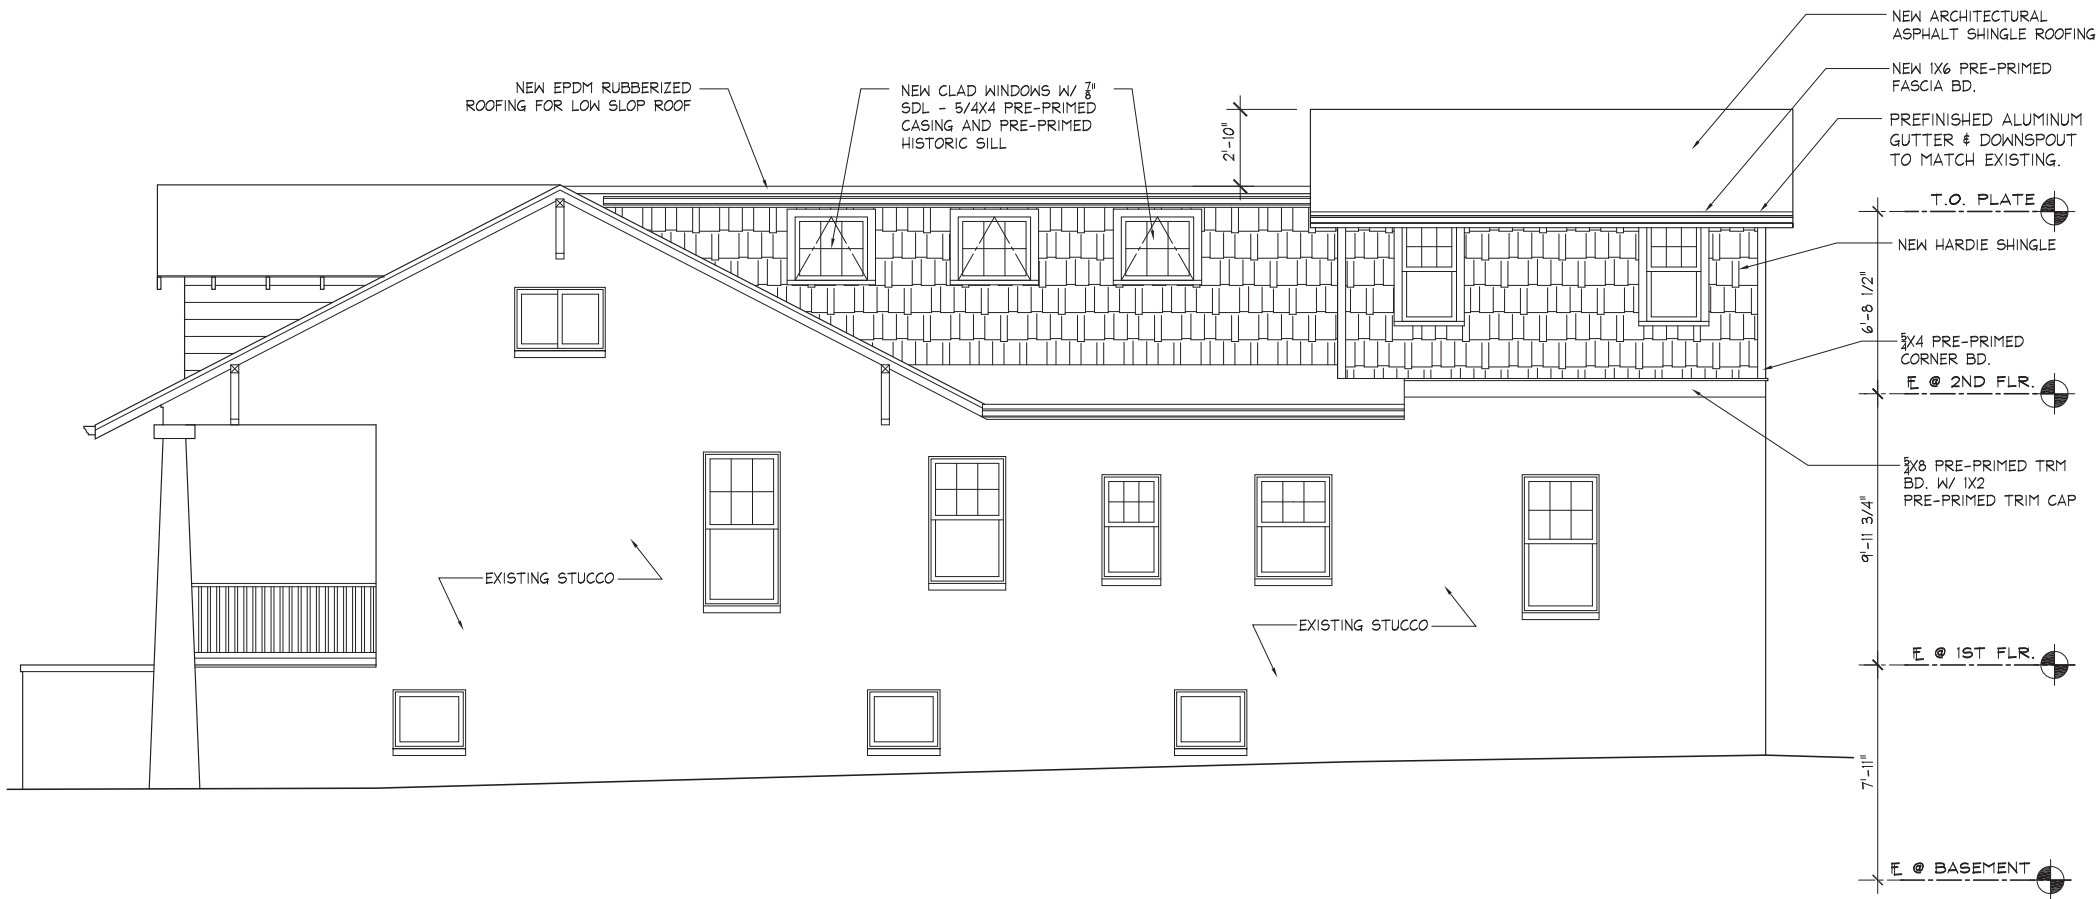 NEW ARCHITECTURAL
ASPHALT SHINGLE ROOFING
NEW 1X6 PRE-PRIMED
FASCIA BD.
NEW EPDM RUBBERIZED
ROOFING FOR LOW SLOP ROOF
NEW CLAD WINDOWS W/ 7/8"
SDL - 5/4X4 PRE-PRIMED
CASING AND PRE-PRIMED
HISTORIC SILL
2'-10"
PREFINISHED ALUMINUM
GUTTER & DOWNSPOUT
TO MATCH EXISTING.
T.O. PLATE
NEW HARDIE SHINGLE
6'-8 1/2"
5/4X4 PRE-PRIMED
CORNER BD.
FL @ 2ND FLR.
5/4X8 PRE-PRIMED TRM
BD. W/ 1X2
PRE-PRIMED TRIM CAP
9'-11 3/4"
EXISTING STUCCO
EXISTING STUCCO
FL @ 1ST FLR.
7'-11"
FL @ BASEMENT